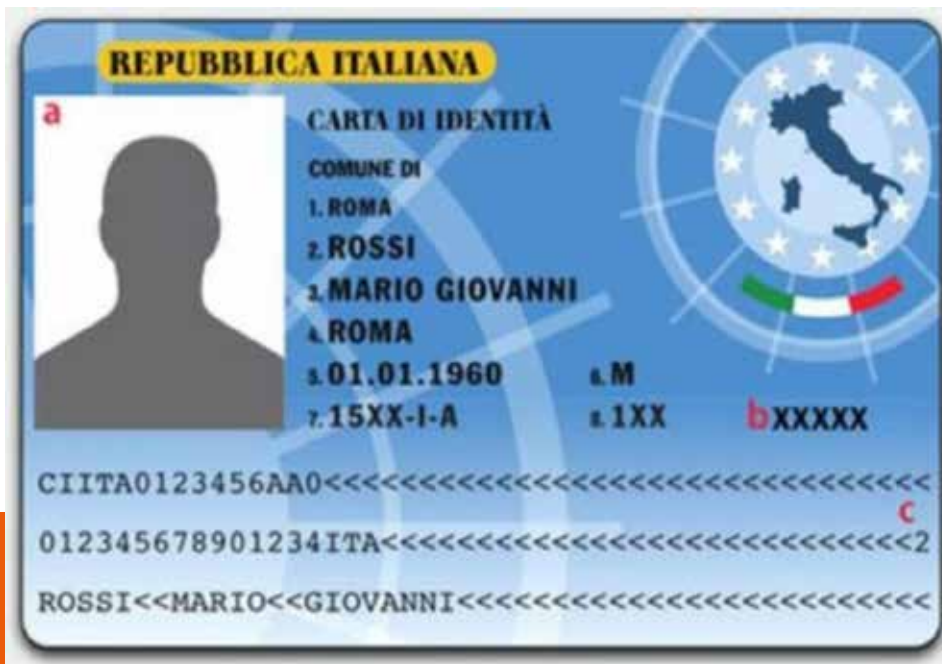 REPUBBLICA ITALIANA
a
CARTA DI IDENTITÀ
COMUNE DI
1. ROMA
2. ROSSI
3. MARIO GIOVANNI
4. ROMA
5. 01.01.1960 6. M
7. 15XX-I-A 8. 1XX b XXXXX
CIITA0123456AA0<<<<<<<<<<<<<<<<<<<<<<<<<<<<<<<<<
c
012345678901234ITA<<<<<<<<<<<<<<<<<<<<<<<<<<<<<2
ROSSI<<MARIO<<GIOVANNI<<<<<<<<<<<<<<<<<<<<<<<<<<